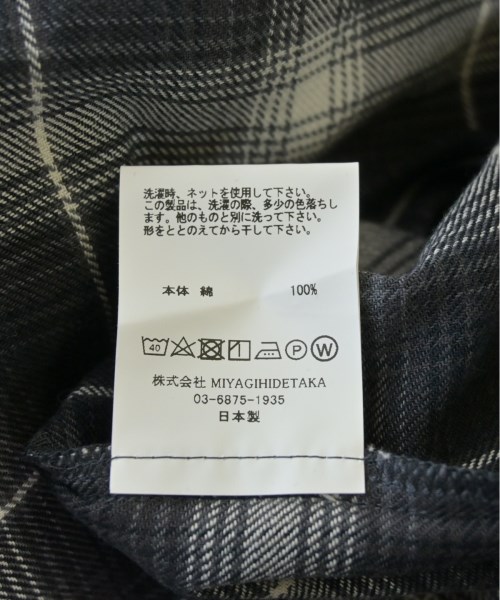 洗濯時、ネットを使用して下さい。
この製品は、洗濯の際、多少の色落ちし
ます。他のものと別に洗って下さい。
形をととのえてから干して下さい。
本体 綿 100%
40 P W
株式会社 MIYAGIHIDETAKA
03-6875-1935
日本製